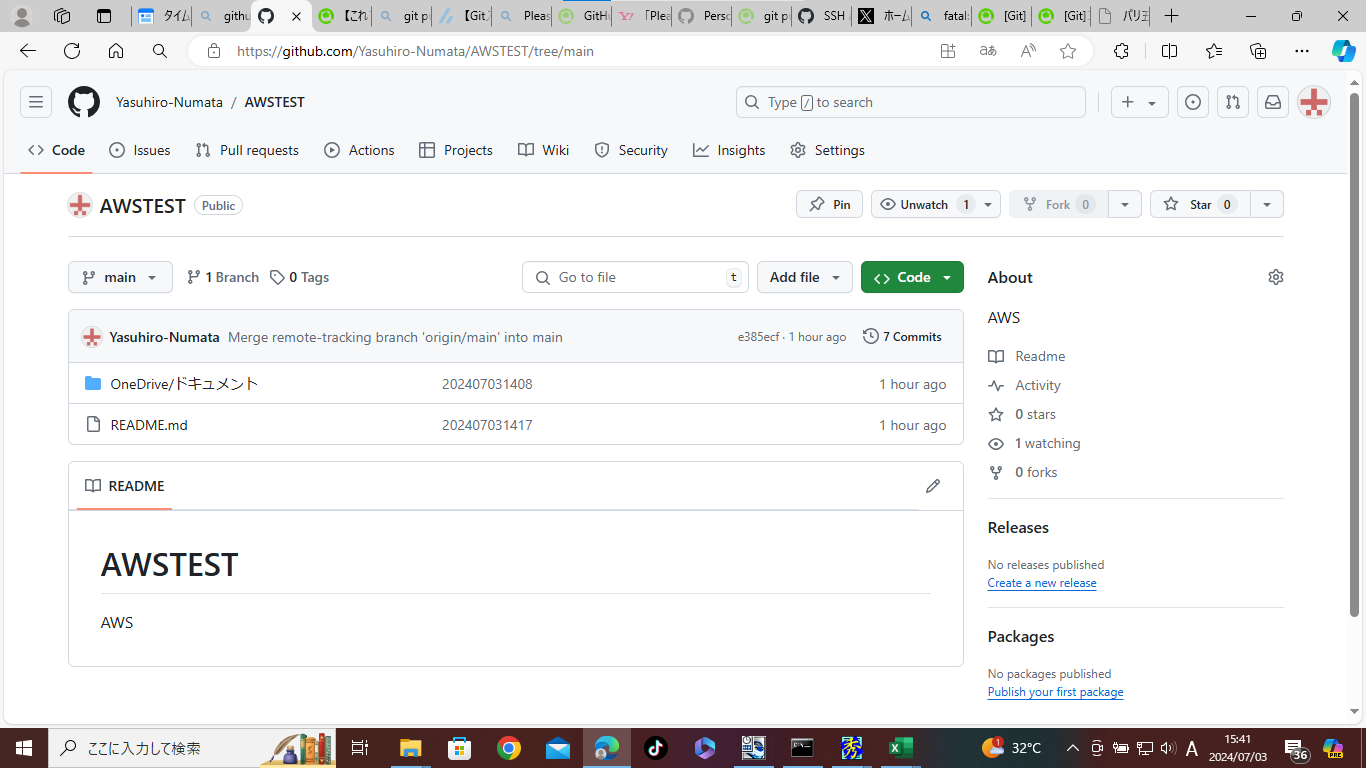 タイム
githu
【これ
git p
【Git入
Pleas
GitHu
「Plea
Perso
git p
SSH
ホーム
fatal:
[Git]
[Git]
パリ
https://github.com/Yasuhiro-Numata/AWSTEST/tree/main
Yasuhiro-Numata / AWSTEST
Type / to search
Code
Issues
Pull requests
Actions
Projects
Wiki
Security
Insights
Settings
AWSTEST Public
Pin
Unwatch 1
Fork 0
Star 0
main
1 Branch
0 Tags
Go to file t
Add file
Code
About
AWS
Yasuhiro-Numata Merge remote-tracking branch 'origin/main' into main e385ecf · 1 hour ago 7 Commits
OneDrive/ドキュメント 202407031408 1 hour ago
README.md 202407031417 1 hour ago
Readme
Activity
0 stars
1 watching
0 forks
README
AWSTEST
AWS
Releases
No releases published
Create a new release
Packages
No packages published
Publish your first package
ここに入力して検索
1
32°C
A
15:41
2024/07/03
36
PRE